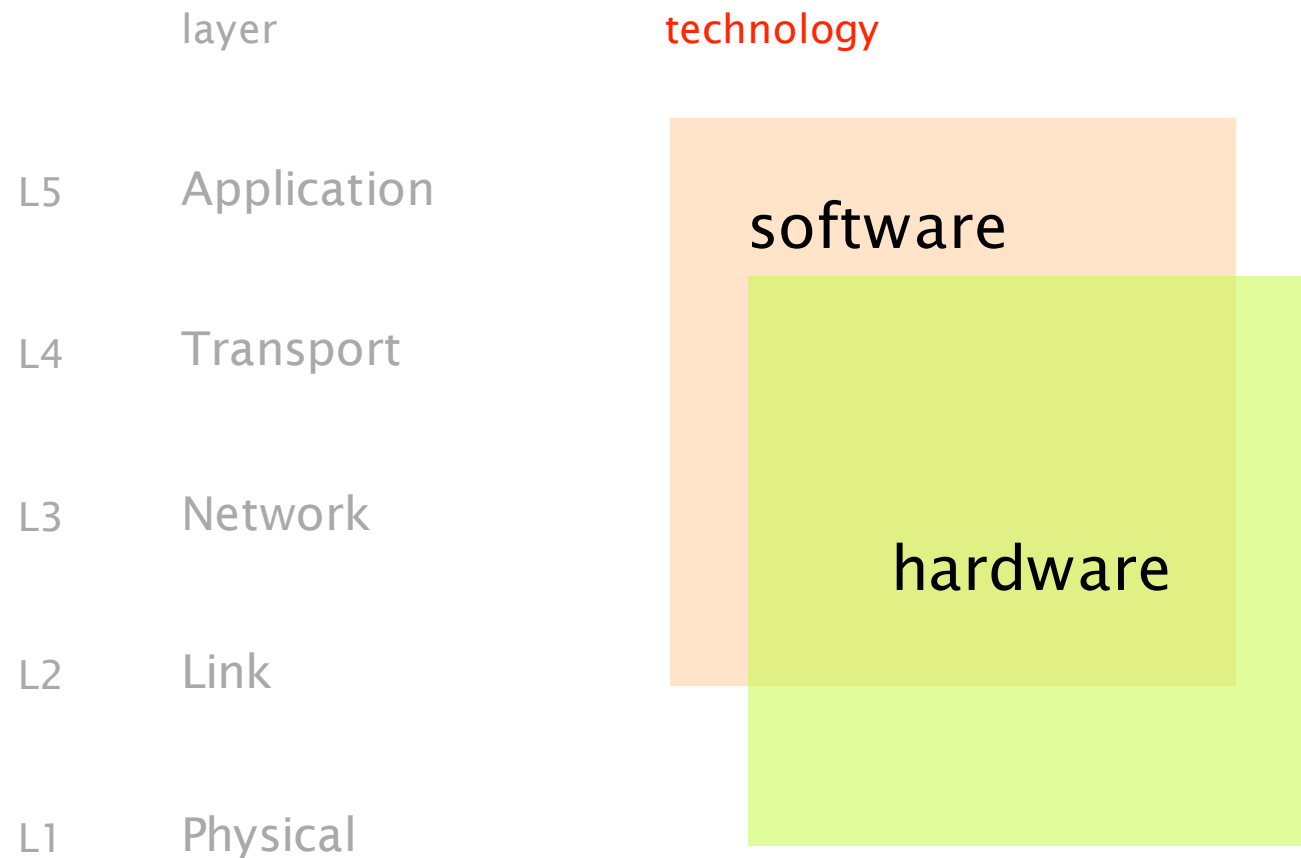 layer technology
L5 Application
software
L4 Transport
L3 Network
hardware
L2 Link
L1 Physical